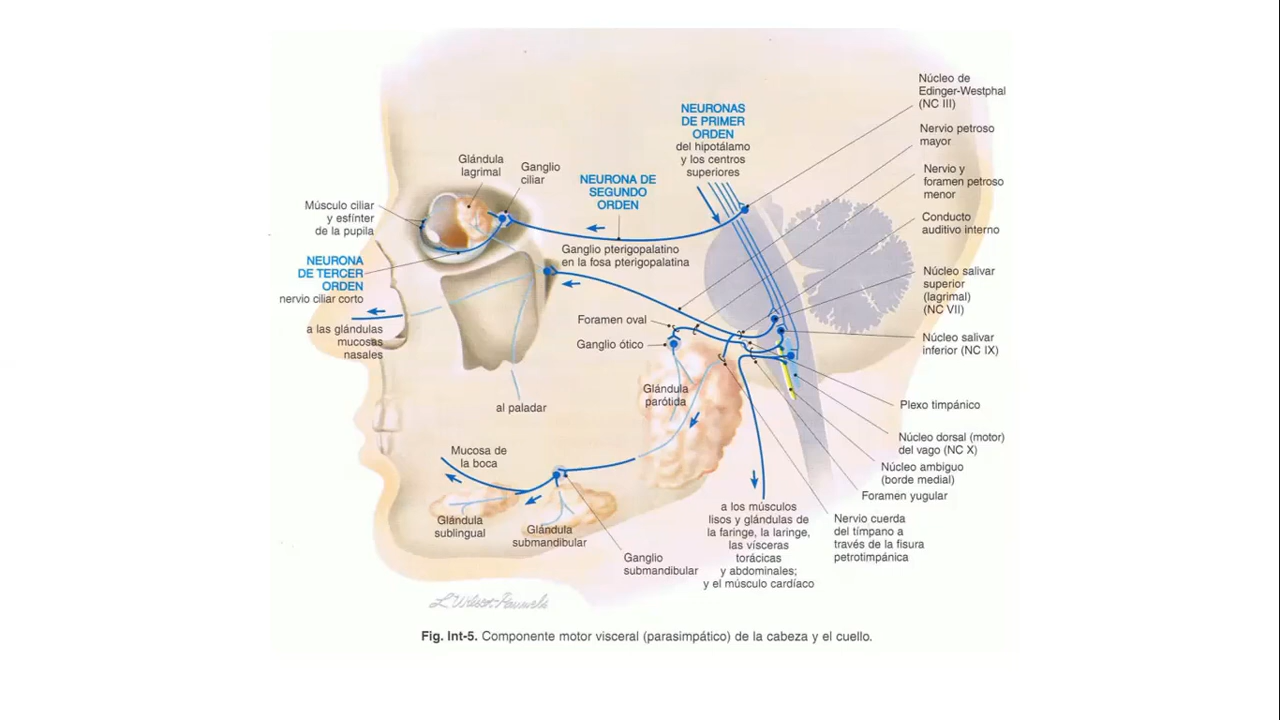 Núcleo de
Edinger-Westphal
(NC III)
NEURONAS
DE PRIMER
ORDEN
del hipotálamo
y los centros
superiores
Nervio petroso
mayor
Glándula
lagrimal
Ganglio
ciliar
NEURONA DE
SEGUNDO
ORDEN
Nervio y
foramen petroso
menor
Músculo ciliar
y esfínter
de la pupila
Conducto
auditivo interno
Ganglio pterigopalatino
en la fosa pterigopalatina
NEURONA
DE TERCER
ORDEN
nervio ciliar corto
Núcleo salivar
superior
(lagrimal)
(NC VII)
a las glándulas
mucosas
nasales
Foramen oval
Ganglio ótico
Núcleo salivar
inferior (NC IX)
Glándula
parótida
al paladar
Plexo timpánico
Núcleo dorsal (motor)
del vago (NC X)
Mucosa de
la boca
Núcleo ambiguo
(borde medial)
Foramen yugular
Glándula
sublingual
Glándula
submandibular
Ganglio
submandibular
a los músculos
lisos y glándulas de
la faringe, la laringe,
las vísceras
torácicas
y abdominales;
y el músculo cardíaco
Nervio cuerda
del tímpano a
través de la fisura
petrotimpánica
Fig. Int-5. Componente motor visceral (parasimpático) de la cabeza y el cuello.